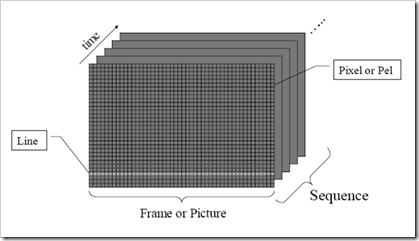 time
Pixel or Pel
Line
Sequence
Frame or Picture